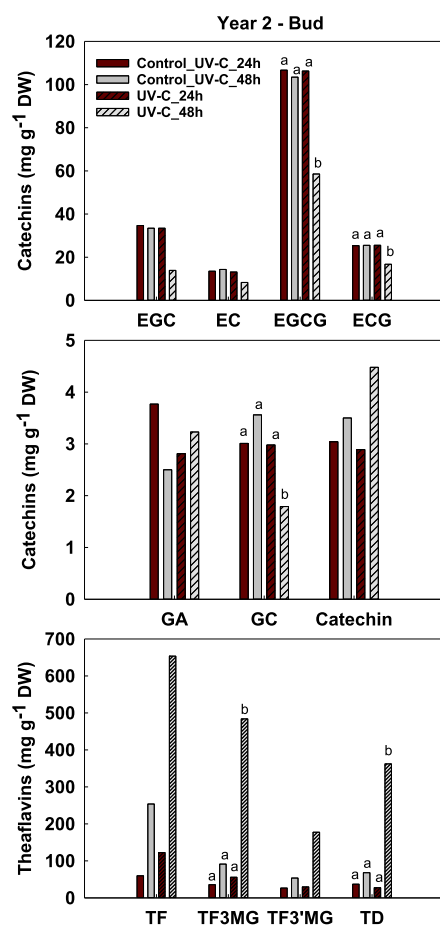 Year 2 - Bud
Catechins (mg g⁻¹ DW)
120
100
80
60
40
20
0
Control_UV-C_24h
Control_UV-C_48h
UV-C_24h
UV-C_48h
a a a
b
a a a
b
EGC EC EGCG ECG
Catechins (mg g⁻¹ DW)
5
4
3
2
1
0
a
a
a
b
GA GC Catechin
Theaflavins (mg g⁻¹ DW)
700
600
500
400
300
200
100
0
a
a
a
b
a
a
a
b
TF TF3MG TF3'MG TD